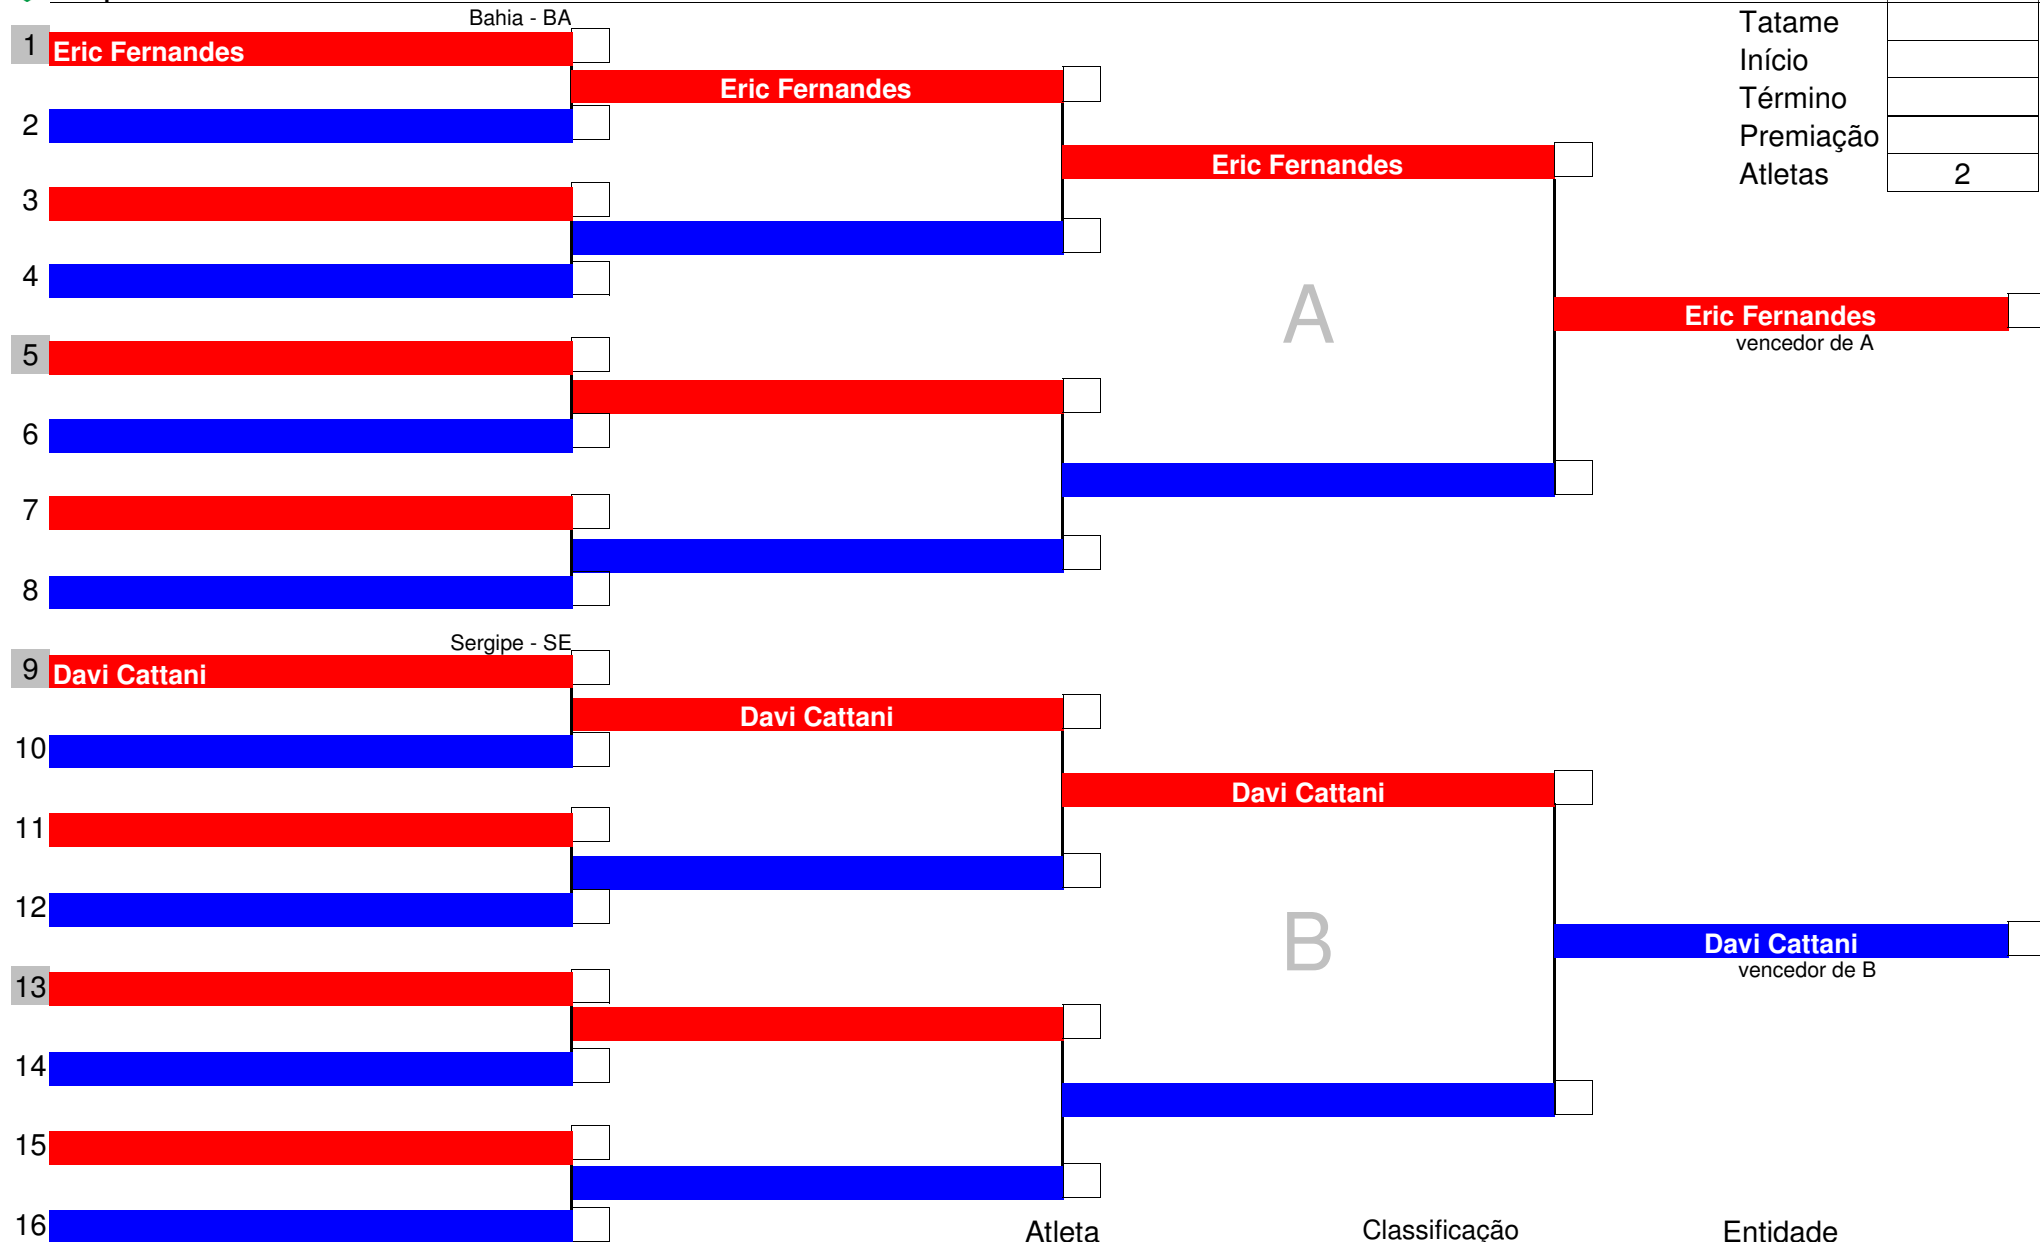 Bahia - BA
Tatame
1 Eric Fernandes
Início
Eric Fernandes
Término
2
Premiação
Eric Fernandes
Atletas 2
3
4
A
Eric Fernandes
vencedor de A
5
6
7
8
Sergipe - SE
9 Davi Cattani
Davi Cattani
10
Davi Cattani
11
12
B
Davi Cattani
vencedor de B
13
14
15
16
Atleta Classificação Entidade